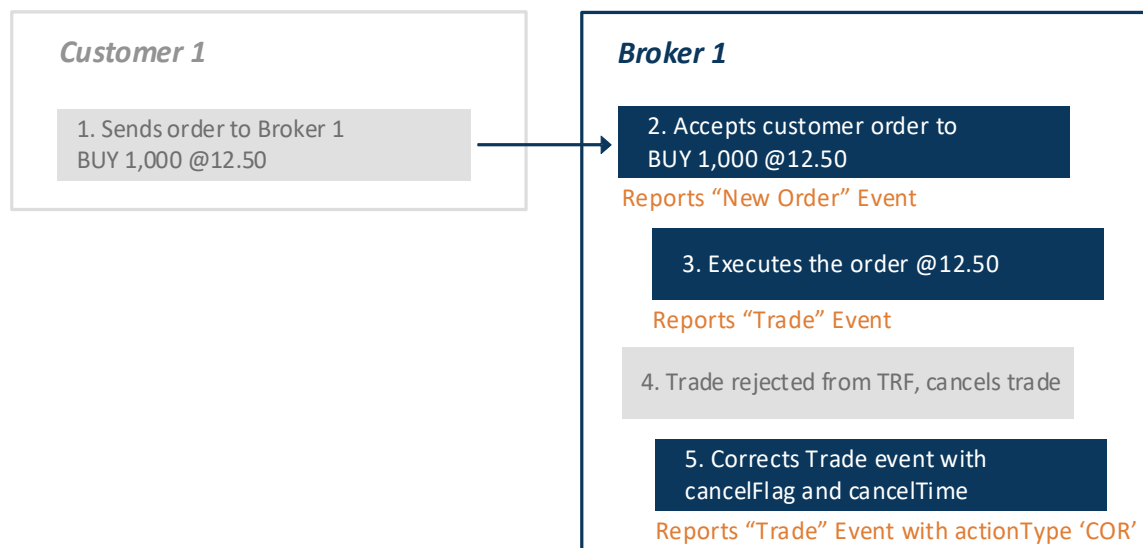 Customer 1
1. Sends order to Broker 1
BUY 1,000 @12.50
Broker 1
2. Accepts customer order to
BUY 1,000 @12.50
Reports “New Order” Event
3. Executes the order @12.50
Reports “Trade” Event
4. Trade rejected from TRF, cancels trade
5. Corrects Trade event with
cancelFlag and cancelTime
Reports “Trade” Event with actionType ‘COR’